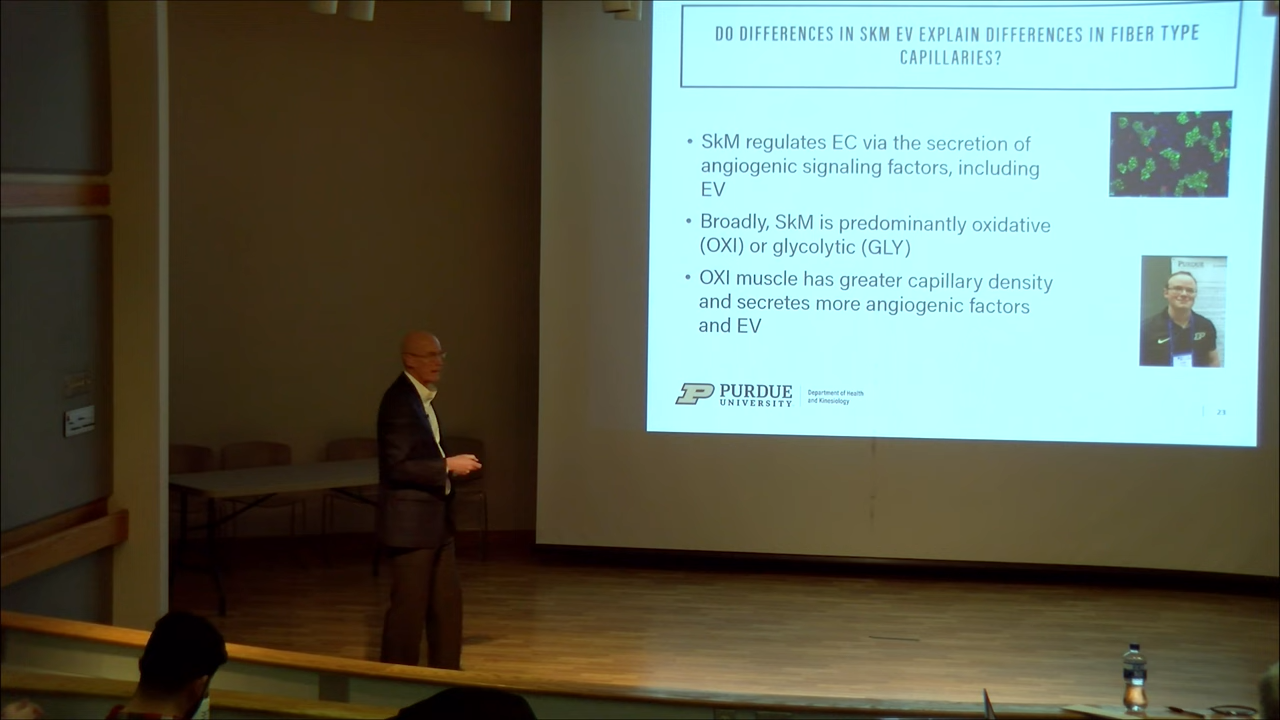 DO DIFFERENCES IN SKM EV EXPLAIN DIFFERENCES IN FIBER TYPE
CAPILLARIES?
• SkM regulates EC via the secretion of
angiogenic signaling factors, including
EV
• Broadly, SkM is predominantly oxidative
(OXI) or glycolytic (GLY)
• OXI muscle has greater capillary density
and secretes more angiogenic factors
and EV
PURDUE
P PURDUE
UNIVERSITY
Department of Health
and Kinesiology
23